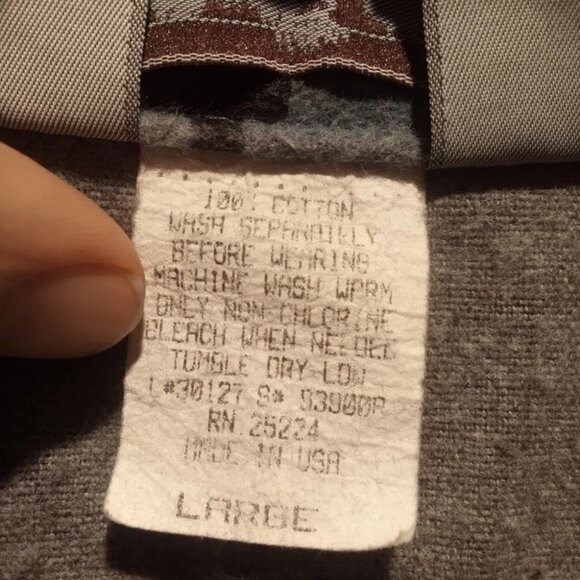 100% COTTON
WASH SEPARATELY
BEFORE WEARING
MACHINE WASH WARM
ONLY NON-CHLORINE
BLEACH WHEN NEEDED
TUMBLE DRY LOW
L#30127 S#
RN 25224
MADE IN USA
LARGE